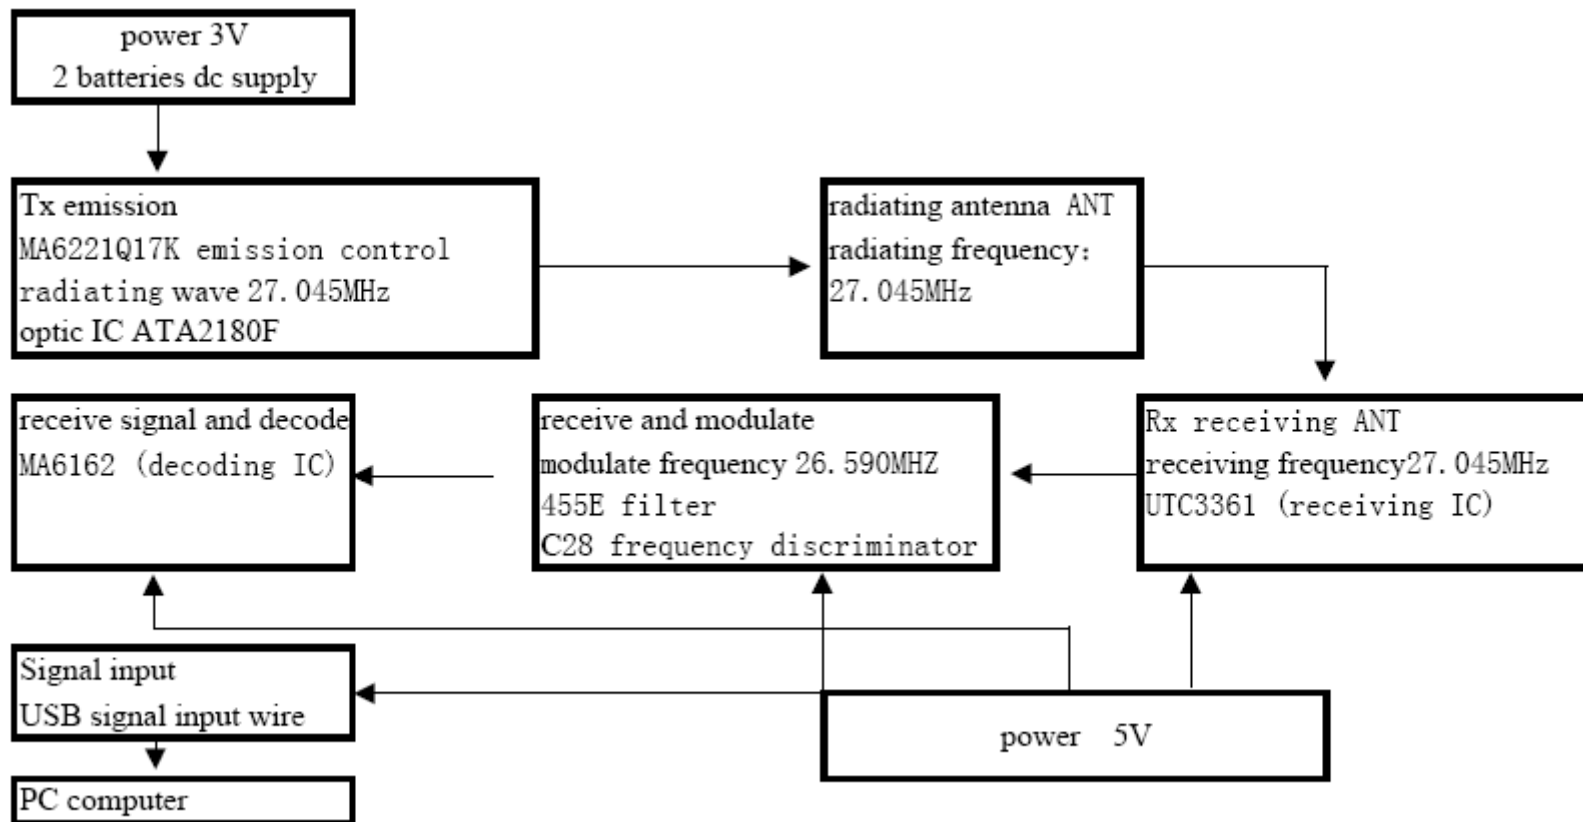 power 3V
2 batteries dc supply
Tx emission
MA6221Q17K emission control
radiating wave 27.045MHz
optic IC ATA2180F
radiating antenna ANT
radiating frequency:
27.045MHz
receive signal and decode
MA6162 (decoding IC)
receive and modulate
modulate frequency 26.590MHZ
455E filter
C28 frequency discriminator
Rx receiving ANT
receiving frequency27.045MHz
UTC3361 (receiving IC)
Signal input
USB signal input wire
power 5V
PC computer